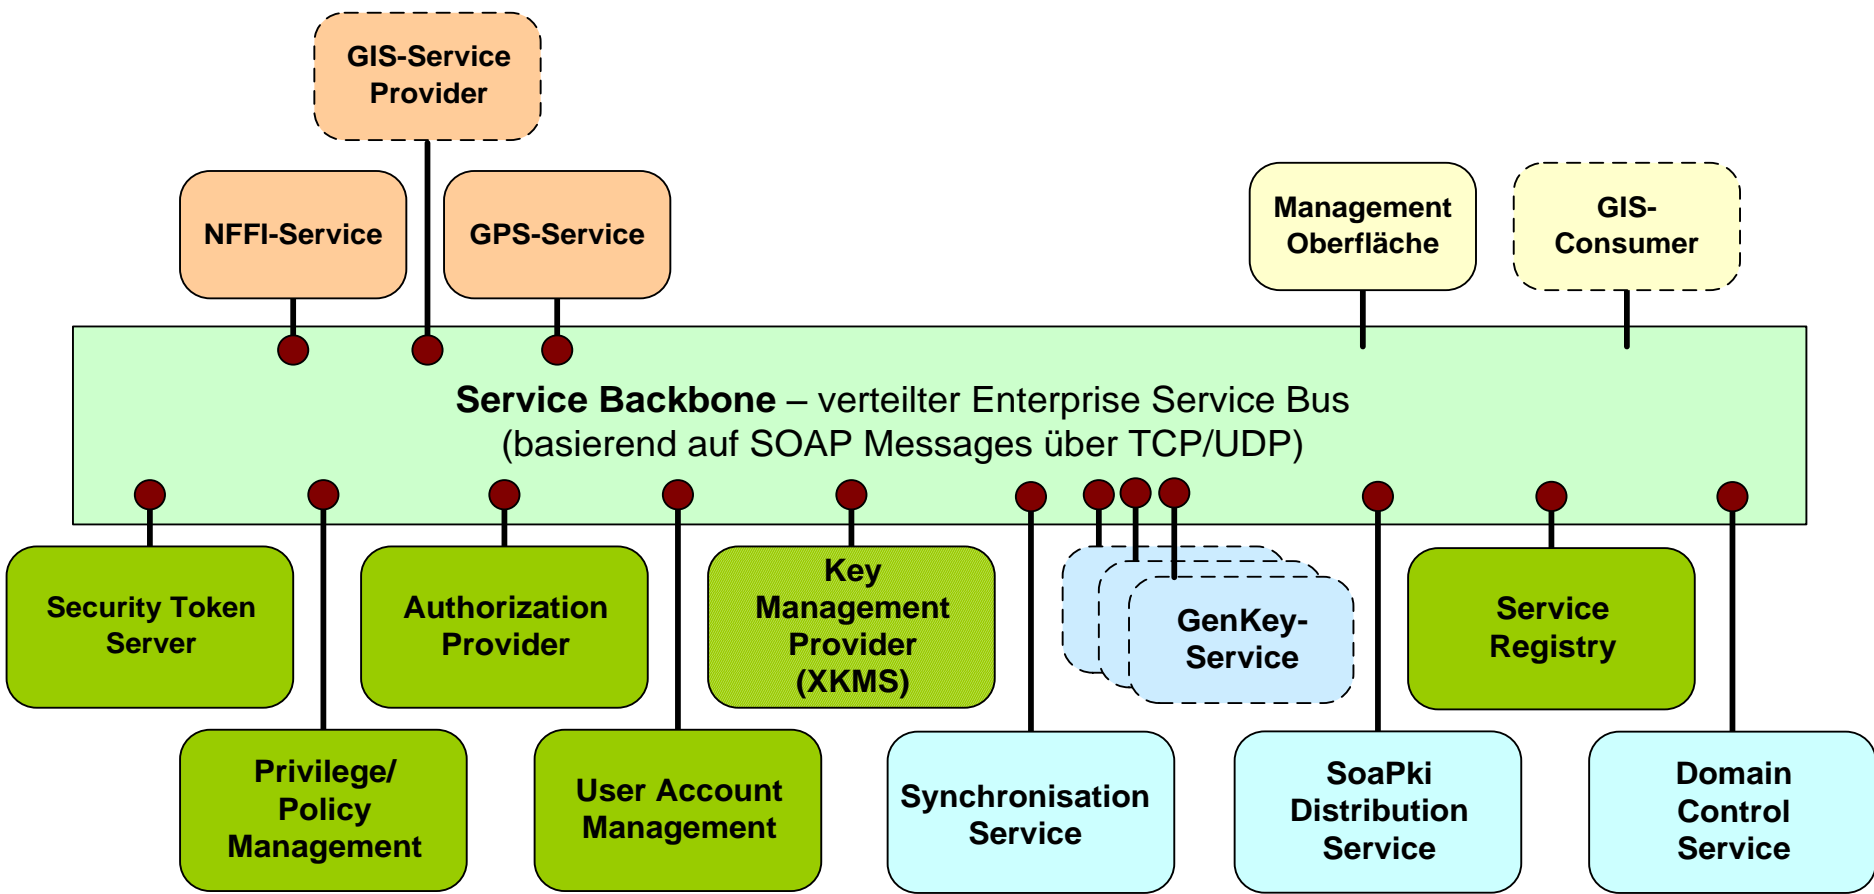 GIS-Service
Provider
NFFI-Service
GPS-Service
Management
Oberfläche
GIS-
Consumer
Service Backbone – verteilter Enterprise Service Bus
(basierend auf SOAP Messages über TCP/UDP)
Security Token
Server
Authorization
Provider
Key
Management
Provider
(XKMS)
GenKey-
Service
Service
Registry
Privilege/
Policy
Management
User Account
Management
Synchronisation
Service
SoaPki
Distribution
Service
Domain
Control
Service